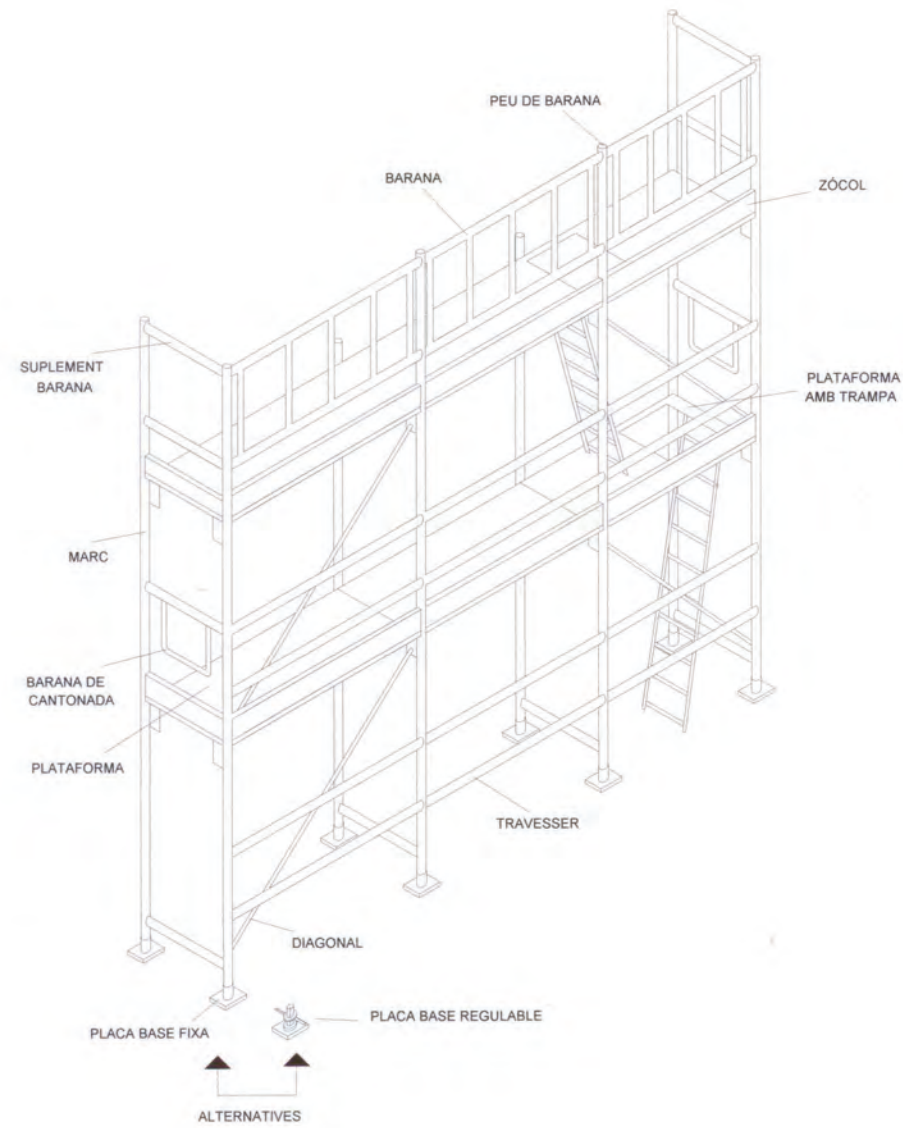 PEU DE BARANA
BARANA
ZÓCOL
SUPLEMENT
BARANA
PLATAFORMA
AMB TRAMPA
MARC
BARANA DE
CANTONADA
PLATAFORMA
TRAVESSER
DIAGONAL
PLACA BASE FIXA
PLACA BASE REGULABLE
ALTERNATIVES